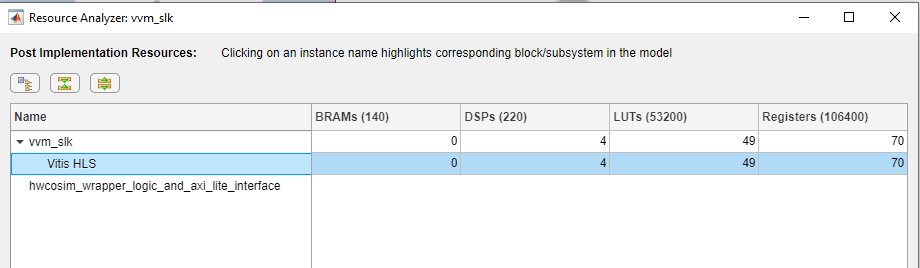 Resource Analyzer: vvm_slk
Post Implementation Resources: Clicking on an instance name highlights corresponding block/subsystem in the model
Name BRAMs (140) DSPs (220) LUTs (53200) Registers (106400)
vvm_slk 0 4 49 70
Vitis HLS 0 4 49 70
hwcosim_wrapper_logic_and_axi_lite_interface